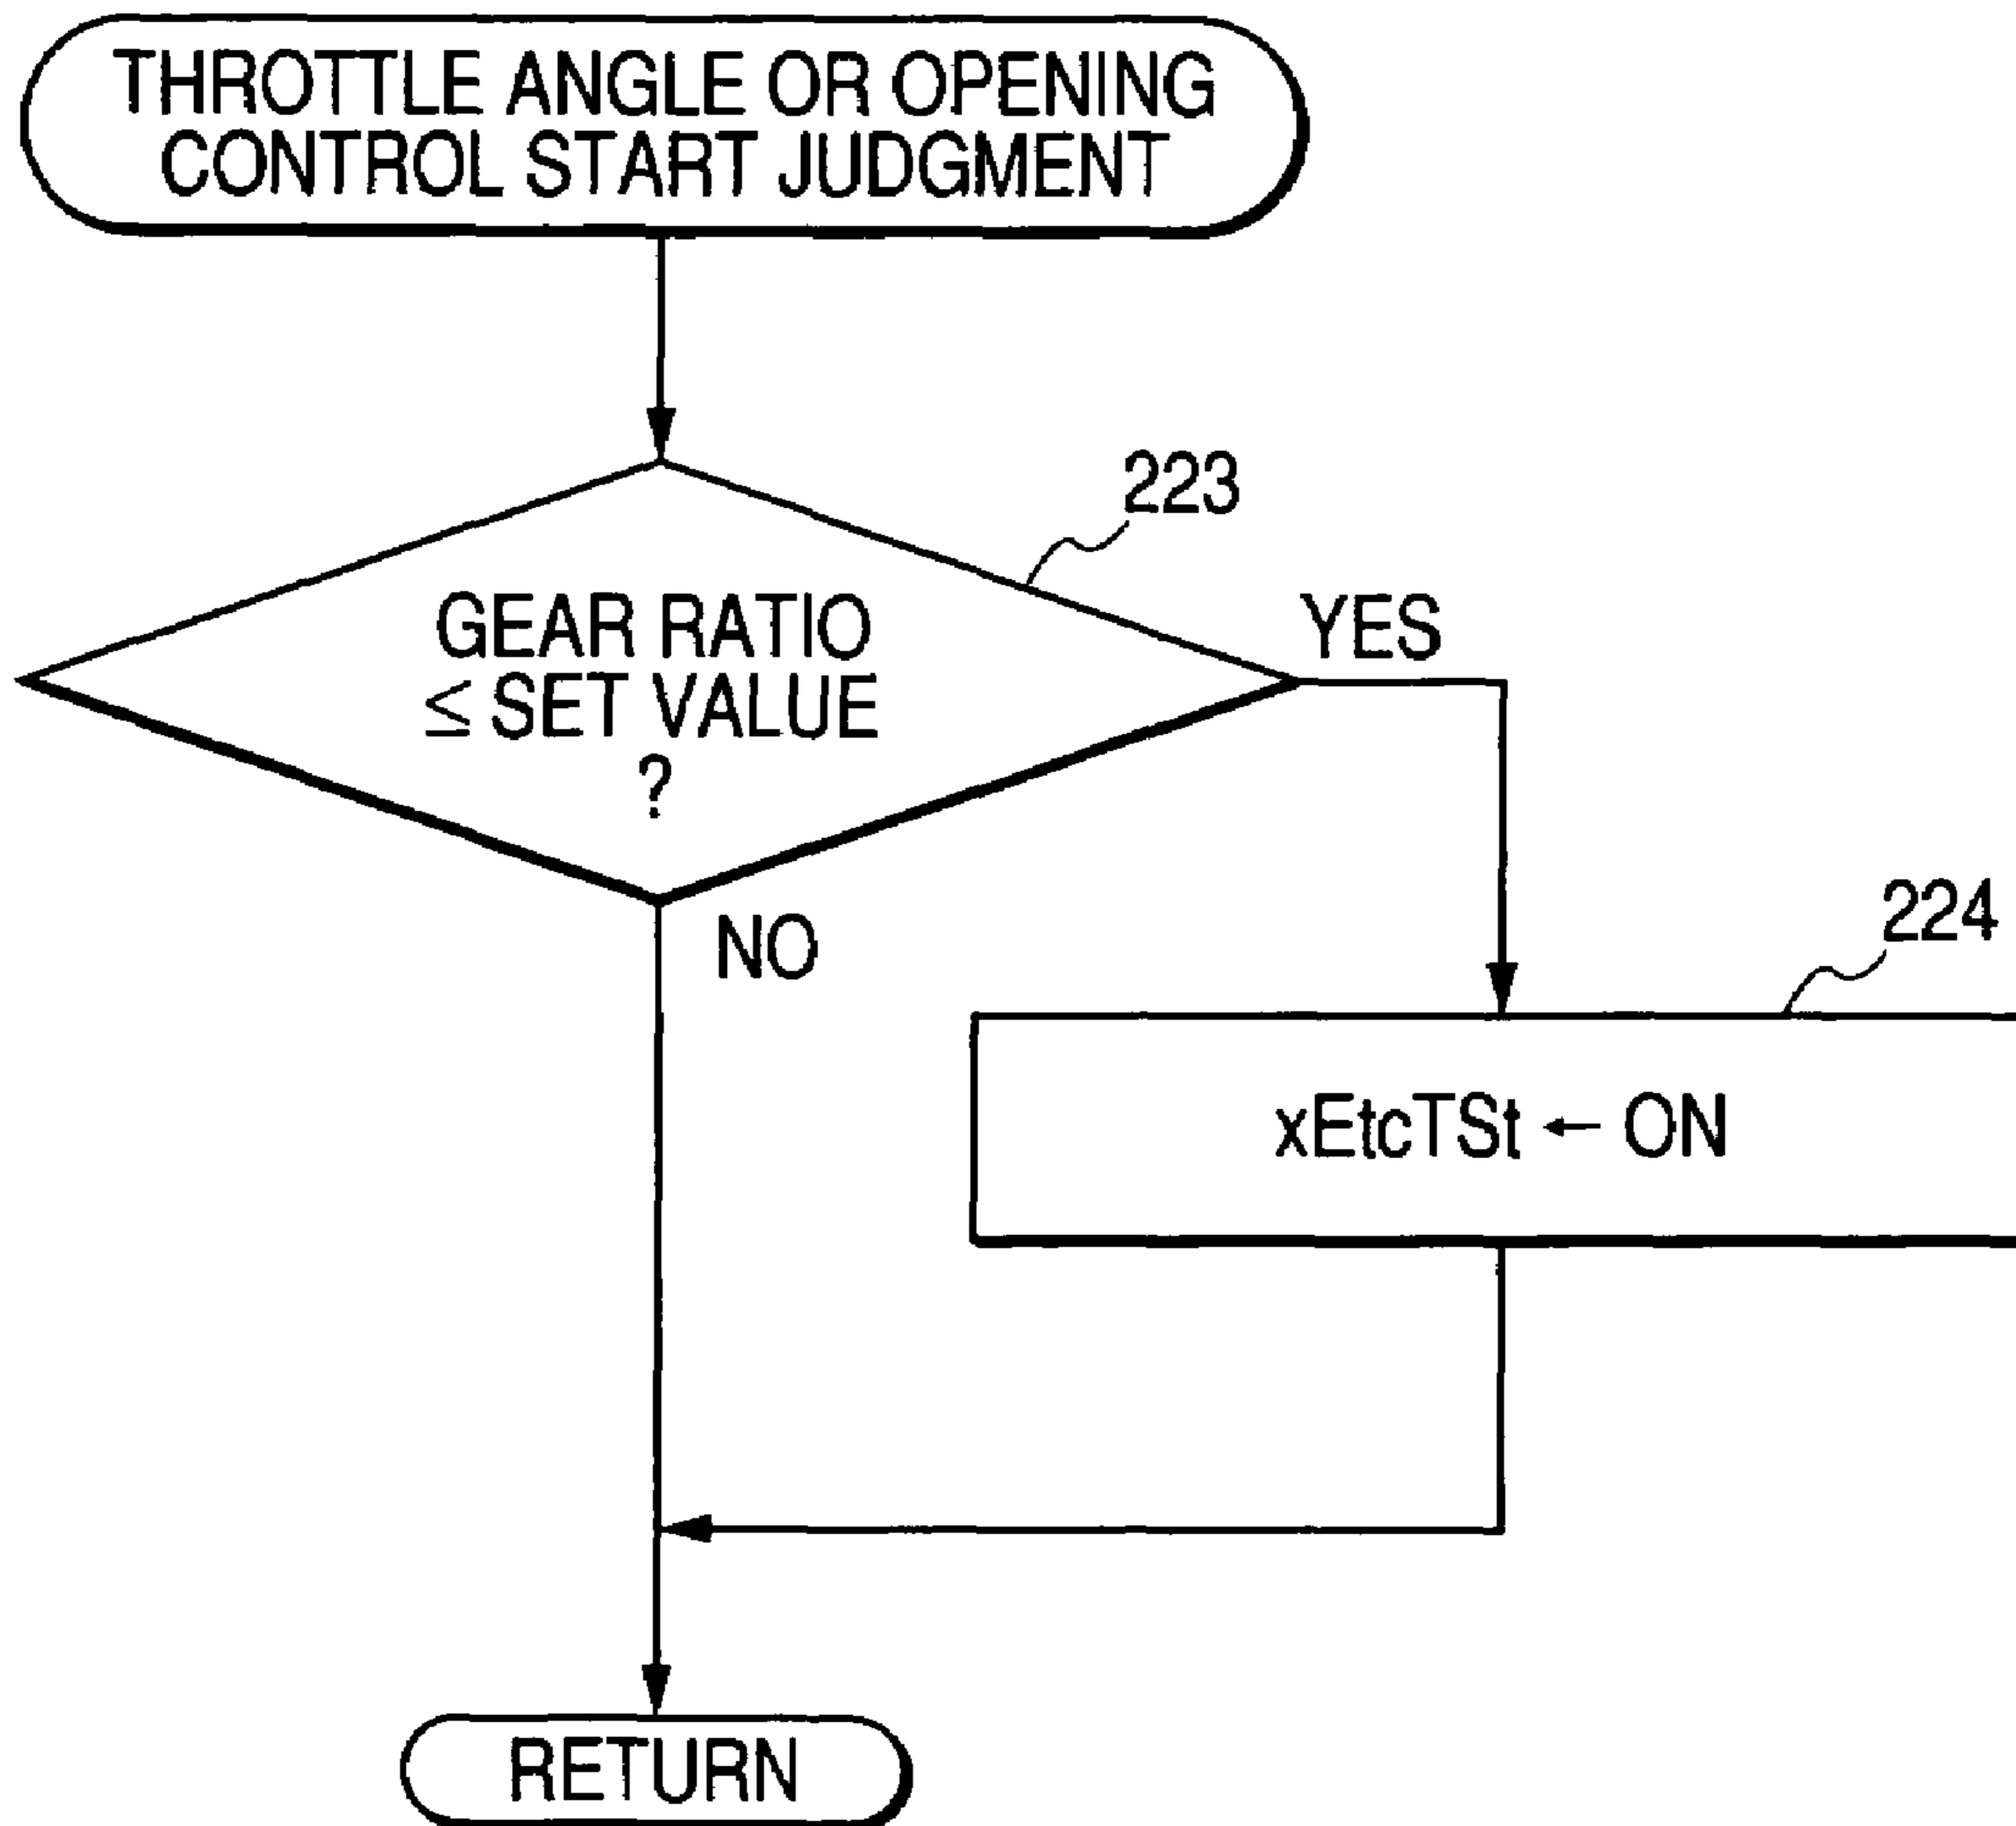 THROTTLE ANGLE OR OPENING
CONTROL START JUDGMENT
223
GEAR RATIO
≤ SET VALUE
?
YES
NO
224
xEtcTSt ← ON
RETURN